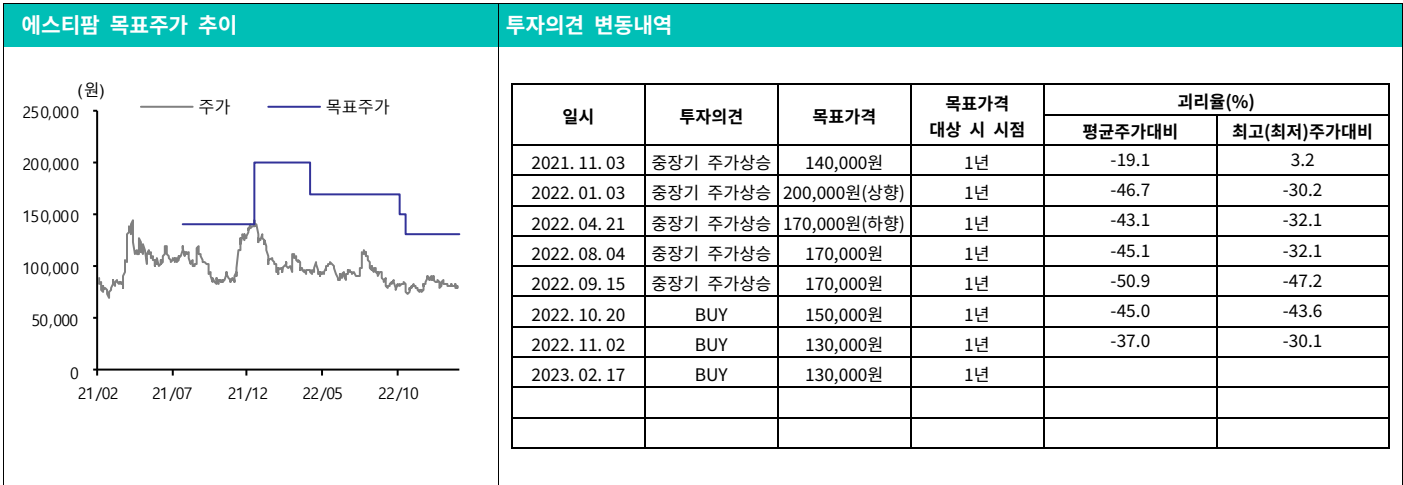 에스티팜 목표주가 추이
투자의견 변동내역
(원)
주가
목표주가
250,000
200,000
150,000
100,000
50,000
0
21/02 21/07 21/12 22/05 22/10
일시 투자의견 목표가격 목표가격 대상 시 시점 괴리율(%)
평균주가대비 최고(최저)주가대비
2021. 11. 03 중장기 주가상승 140,000원 1년 -19.1 3.2
2022. 01. 03 중장기 주가상승 200,000원(상향) 1년 -46.7 -30.2
2022. 04. 21 중장기 주가상승 170,000원(하향) 1년 -43.1 -32.1
2022. 08. 04 중장기 주가상승 170,000원 1년 -45.1 -32.1
2022. 09. 15 중장기 주가상승 170,000원 1년 -50.9 -47.2
2022. 10. 20 BUY 150,000원 1년 -45.0 -43.6
2022. 11. 02 BUY 130,000원 1년 -37.0 -30.1
2023. 02. 17 BUY 130,000원 1년